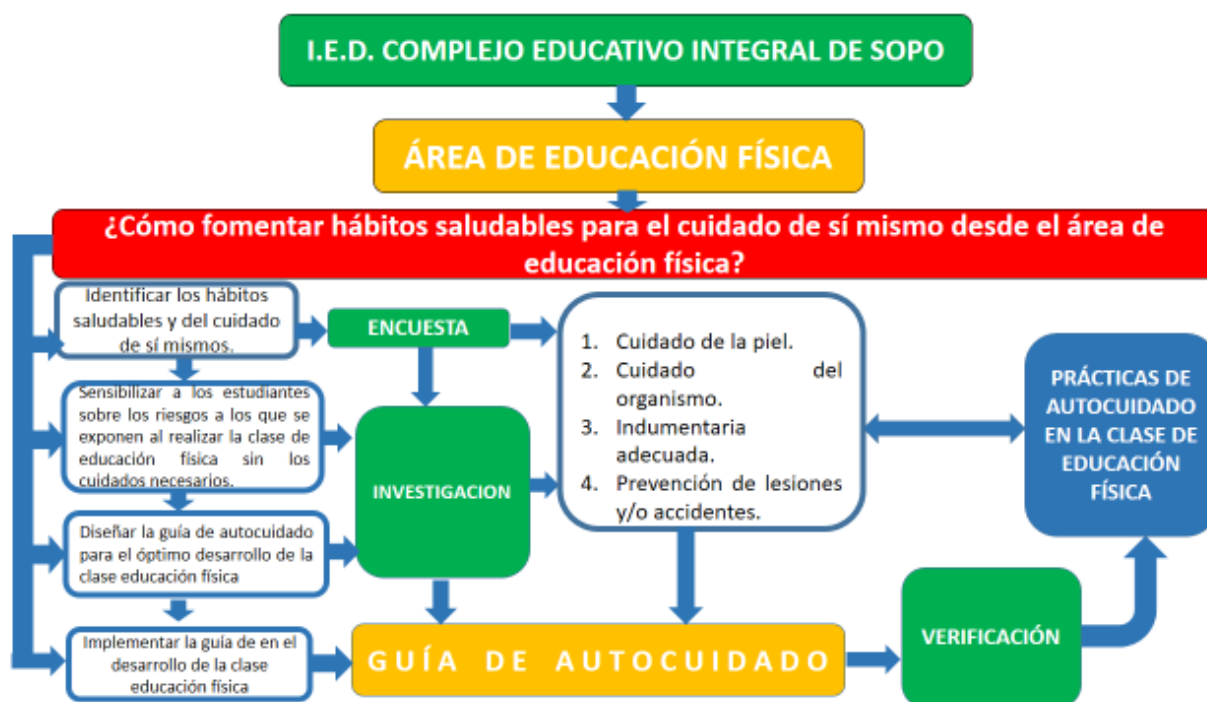 I.E.D. COMPLEJO EDUCATIVO INTEGRAL DE SOPO
ÁREA DE EDUCACIÓN FÍSICA
¿Cómo fomentar hábitos saludables para el cuidado de sí mismo desde el área de
educación física?
Identificar los hábitos
saludables y del cuidado
de sí mismos.
ENCUESTA
1. Cuidado de la piel.
2. Cuidado del
organismo.
3. Indumentaria
adecuada.
4. Prevención de lesiones
y/o accidentes.
PRÁCTICAS DE
AUTOCUIDADO
EN LA CLASE DE
EDUCACIÓN
FÍSICA
Sensibilizar a los estudiantes
sobre los riesgos a los que se
exponen al realizar la clase de
educación física sin los
cuidados necesarios.
INVESTIGACION
Diseñar la guía de autocuidado
para el óptimo desarrollo de la
clase educación física
Implementar la guía de en el
desarrollo de la clase
educación física
GUÍA DE AUTOCUIDADO
VERIFICACIÓN